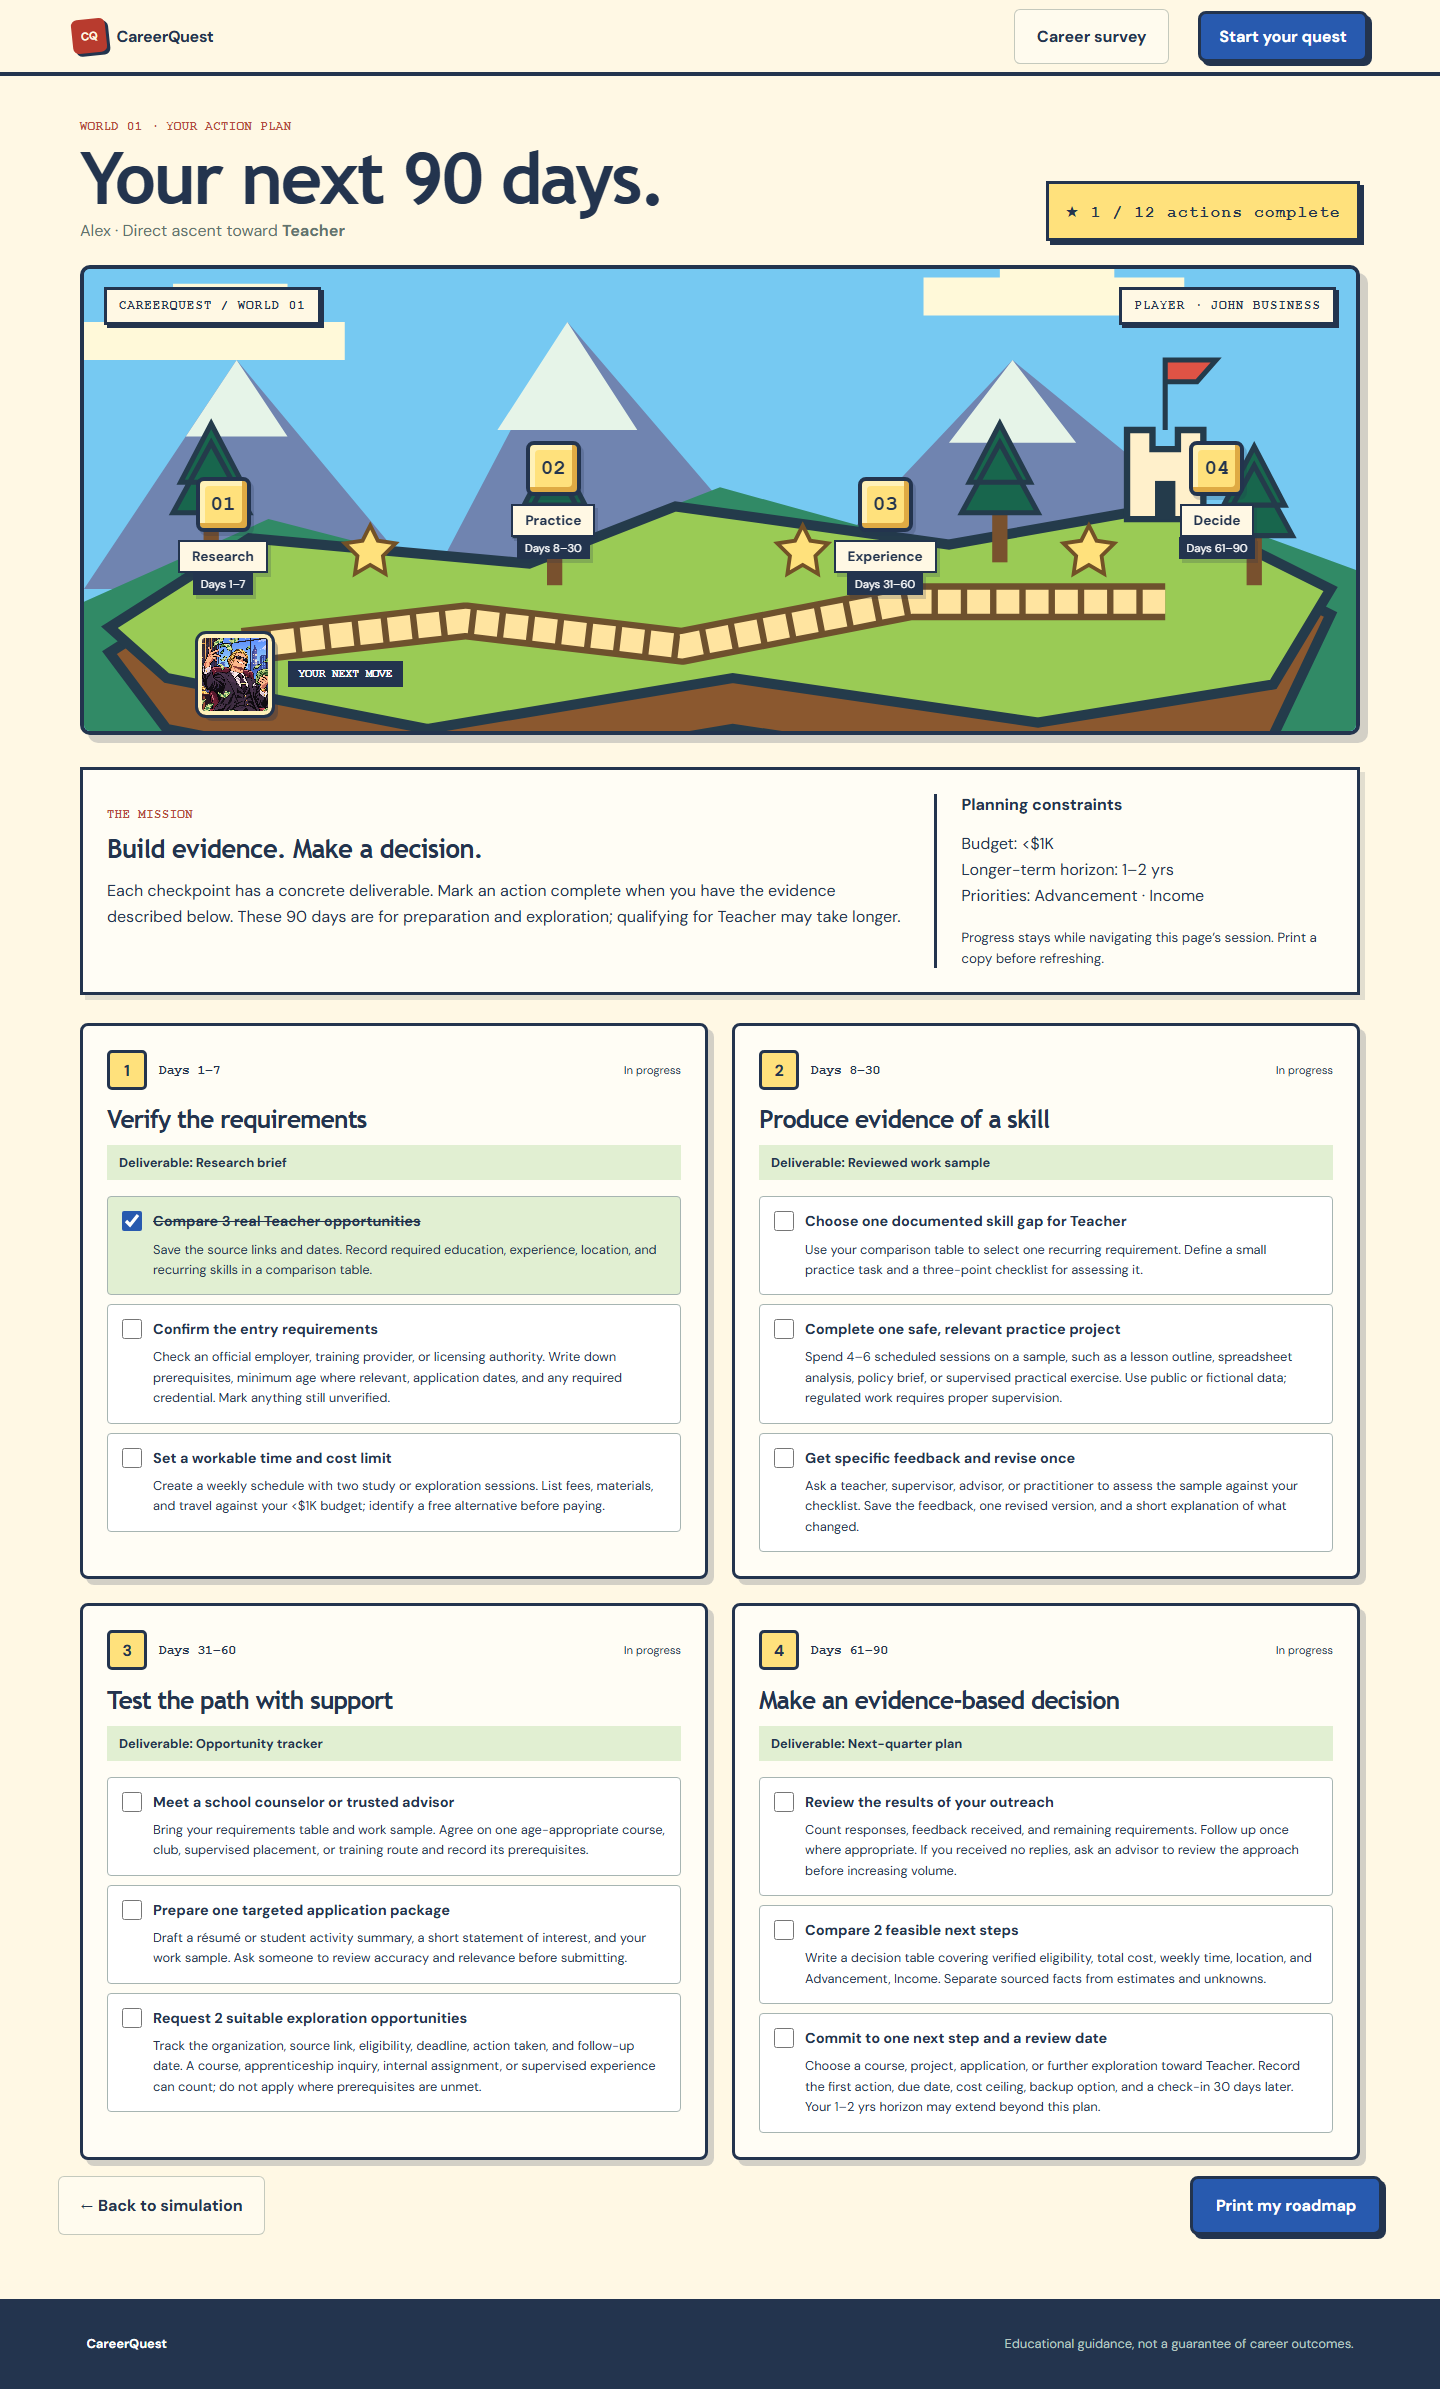 CQ CareerQuest
Career survey
Start your quest
WORLD 01 · YOUR ACTION PLAN
Your next 90 days.
Alex · Direct ascent toward Teacher
★ 1 / 12 actions complete
CAREERQUEST / WORLD 01
PLAYER · JOHN BUSINESS
01
Research
Days 1–7
02
Practice
Days 8–30
03
Experience
Days 31–60
04
Decide
Days 61–90
YOUR NEXT MOVE
THE MISSION
Build evidence. Make a decision.
Each checkpoint has a concrete deliverable. Mark an action complete when you have the evidence
described below. These 90 days are for preparation and exploration; qualifying for Teacher may take longer.
Planning constraints
Budget: <$1K
Longer-term horizon: 1–2 yrs
Priorities: Advancement · Income
Progress stays while navigating this page's session. Print a
copy before refreshing.
1 Days 1–7 In progress
Verify the requirements
Deliverable: Research brief
Compare 3 real Teacher opportunities
Save the source links and dates. Record required education, experience, location, and
recurring skills in a comparison table.
Confirm the entry requirements
Check an official employer, training provider, or licensing authority. Write down
prerequisites, minimum age where relevant, application dates, and any required
credential. Mark anything still unverified.
Set a workable time and cost limit
Create a weekly schedule with two study or exploration sessions. List fees, materials,
and travel against your <$1K budget; identify a free alternative before paying.
2 Days 8–30 In progress
Produce evidence of a skill
Deliverable: Reviewed work sample
Choose one documented skill gap for Teacher
Use your comparison table to select one recurring requirement. Define a small
practice task and a three-point checklist for assessing it.
Complete one safe, relevant practice project
Spend 4–6 scheduled sessions on a sample, such as a lesson outline, spreadsheet
analysis, policy brief, or supervised practical exercise. Use public or fictional data;
regulated work requires proper supervision.
Get specific feedback and revise once
Ask a teacher, supervisor, advisor, or practitioner to assess the sample against your
checklist. Save the feedback, one revised version, and a short explanation of what
changed.
3 Days 31–60 In progress
Test the path with support
Deliverable: Opportunity tracker
Meet a school counselor or trusted advisor
Bring your requirements table and work sample. Agree on one age-appropriate course,
club, supervised placement, or training route and record its prerequisites.
Prepare one targeted application package
Draft a résumé or student activity summary, a short statement of interest, and your
work sample. Ask someone to review accuracy and relevance before submitting.
Request 2 suitable exploration opportunities
Track the organization, source link, eligibility, deadline, action taken, and follow-up
date. A course, apprenticeship inquiry, internal assignment, or supervised experience
can count; do not apply where prerequisites are unmet.
4 Days 61–90 In progress
Make an evidence-based decision
Deliverable: Next-quarter plan
Review the results of your outreach
Count responses, feedback received, and remaining requirements. Follow up once
where appropriate. If you received no replies, ask an advisor to review the approach
before increasing volume.
Compare 2 feasible next steps
Write a decision table covering verified eligibility, total cost, weekly time, location, and
Advancement, Income. Separate sourced facts from estimates and unknowns.
Commit to one next step and a review date
Choose a course, project, application, or further exploration toward Teacher. Record
the first action, due date, cost ceiling, backup option, and a check-in 30 days later.
Your 1–2 yrs horizon may extend beyond this plan.
← Back to simulation
Print my roadmap
CareerQuest
Educational guidance, not a guarantee of career outcomes.